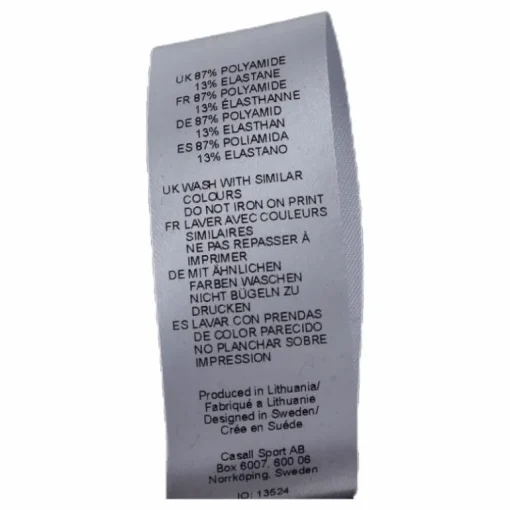 UK 87% POLYAMIDE
13% ELASTANE
FR 87% POLYAMIDE
13% ÉLASTHANNE
DE 87% POLYAMID
13% ELASTHAN
ES 87% POLIAMIDA
13% ELASTANO
UK WASH WITH SIMILAR
COLOURS
DO NOT IRON ON PRINT
FR LAVER AVEC COULEURS
SIMILAIRES
NE PAS REPASSER À
IMPRIMER
DE MIT ÄHNLICHEN
FARBEN WASCHEN
NICHT BÜGELN ZU
DRUCKEN
ES LAVAR CON PRENDAS
DE COLOR PARECIDO
NO PLANCHAR SOBRE
IMPRESSION
Produced in Lithuania/
Fabriqué a Lithuanie
Designed in Sweden/
Crée en Suéde
Casall Sport AB
Box 6007, 600 06
Norrköping, Sweden
IO: 13524